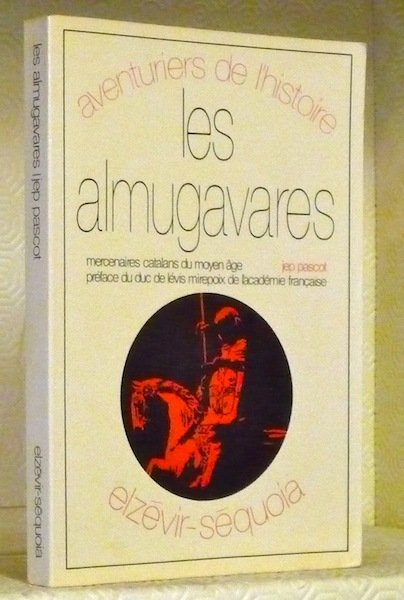 les almugavares | jep pascot
elzévir-séquoia
aventuriers de l'histoire
les
almugavares
mercenaires catalans du moyen âge jep pascot
préface du duc de lévis mirepoix de l'académie française
elzévir-séquoia